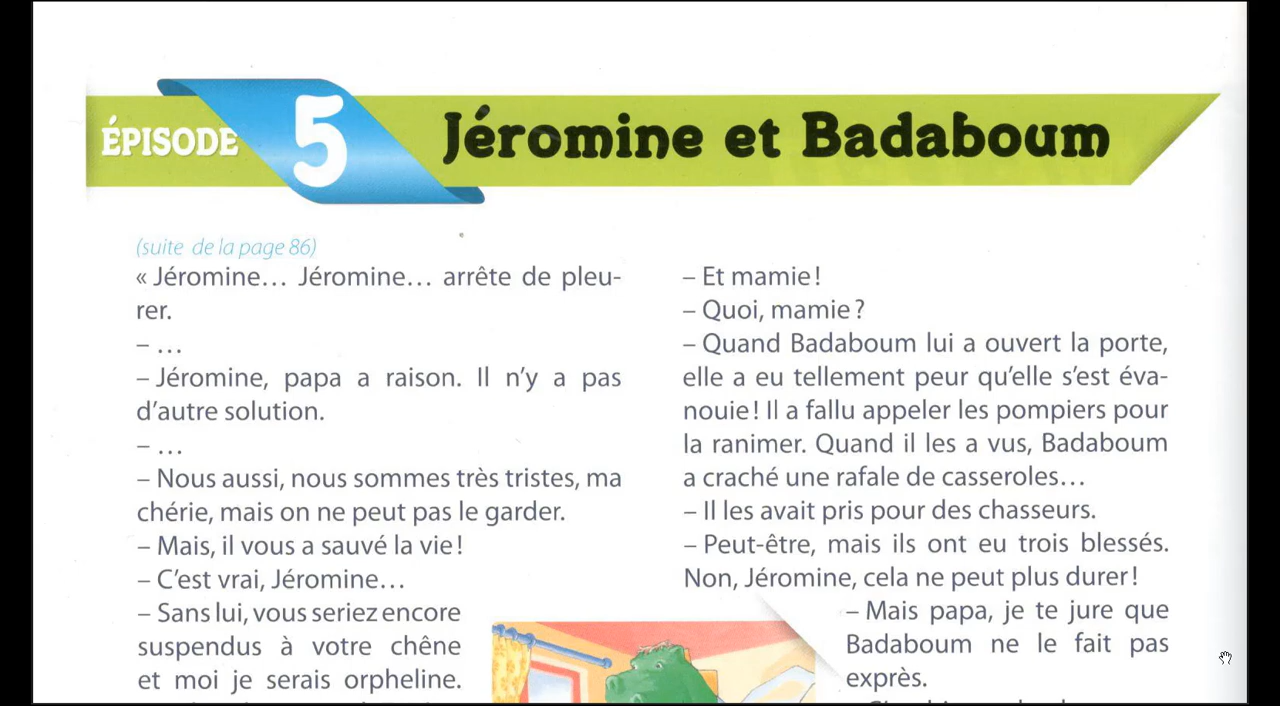 ÉPISODE 5 Jéromine et Badaboum
(suite de la page 86)
« Jéromine… Jéromine… arrête de pleu-
rer.
– …
– Jéromine, papa a raison. Il n’y a pas
d’autre solution.
– …
– Nous aussi, nous sommes très tristes, ma
chérie, mais on ne peut pas le garder.
– Mais, il vous a sauvé la vie !
– C’est vrai, Jéromine…
– Sans lui, vous seriez encore
suspendus à votre chêne
et moi je serais orpheline.
– Et mamie !
– Quoi, mamie ?
– Quand Badaboum lui a ouvert la porte,
elle a eu tellement peur qu’elle s’est éva-
nouie ! Il a fallu appeler les pompiers pour
la ranimer. Quand il les a vus, Badaboum
a craché une rafale de casseroles…
– Il les avait pris pour des chasseurs.
– Peut-être, mais ils ont eu trois blessés.
Non, Jéromine, cela ne peut plus durer !
– Mais papa, je te jure que
Badaboum ne le fait pas
exprès.